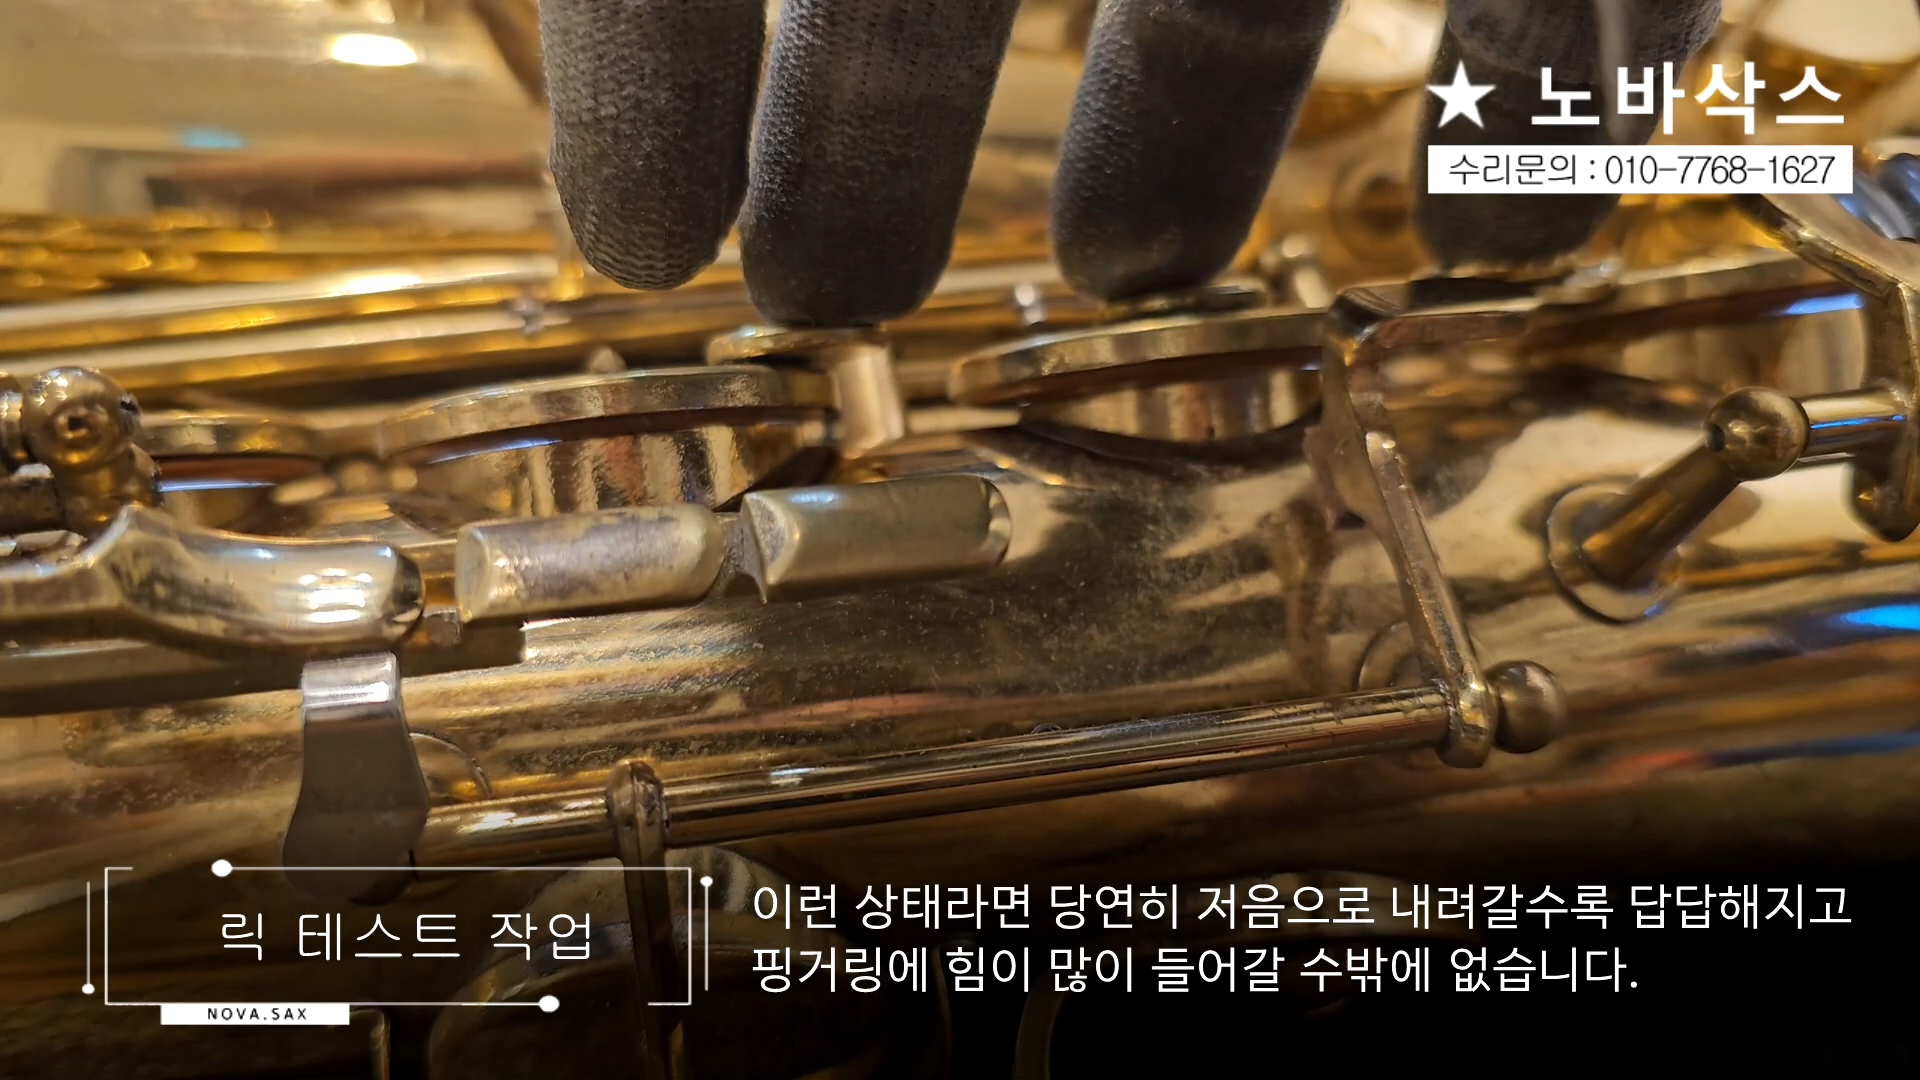 ★ 노바삭스
수리문의 : 010-7768-1627
릭 테스트 작업
NOVA.SAX
이런 상태라면 당연히 저음으로 내려갈수록 답답해지고
핑거링에 힘이 많이 들어갈 수밖에 없습니다.